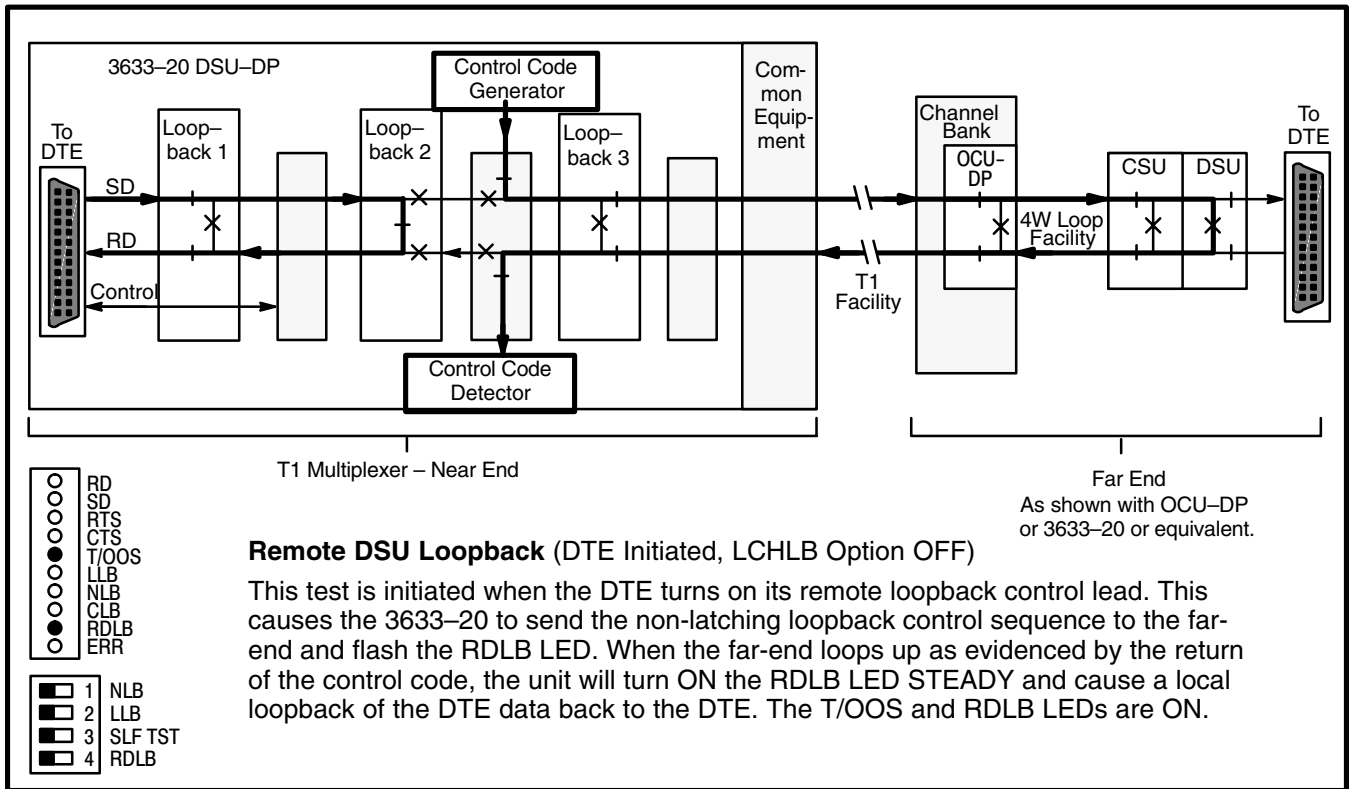 3633–20 DSU–DP
Control Code
Generator
Com-
mon
Equip-
ment
To
DTE
Loop–
back 1
Loop–
back 2
Loop–
back 3
Channel
Bank
OCU-
DP
CSU
DSU
To
DTE
SD
RD
Control
4W Loop
Facility
T1
Facility
Control Code
Detector
T1 Multiplexer – Near End
Far End
As shown with OCU–DP
or 3633–20 or equivalent.
RD
SD
RTS
CTS
T/OOS
LLB
NLB
CLB
RDLB
ERR
1 NLB
2 LLB
3 SLF TST
4 RDLB
Remote DSU Loopback (DTE Initiated, LCHLB Option OFF)
This test is initiated when the DTE turns on its remote loopback control lead. This
causes the 3633–20 to send the non-latching loopback control sequence to the far-
end and flash the RDLB LED. When the far-end loops up as evidenced by the return
of the control code, the unit will turn ON the RDLB LED STEADY and cause a local
loopback of the DTE data back to the DTE. The T/OOS and RDLB LEDs are ON.